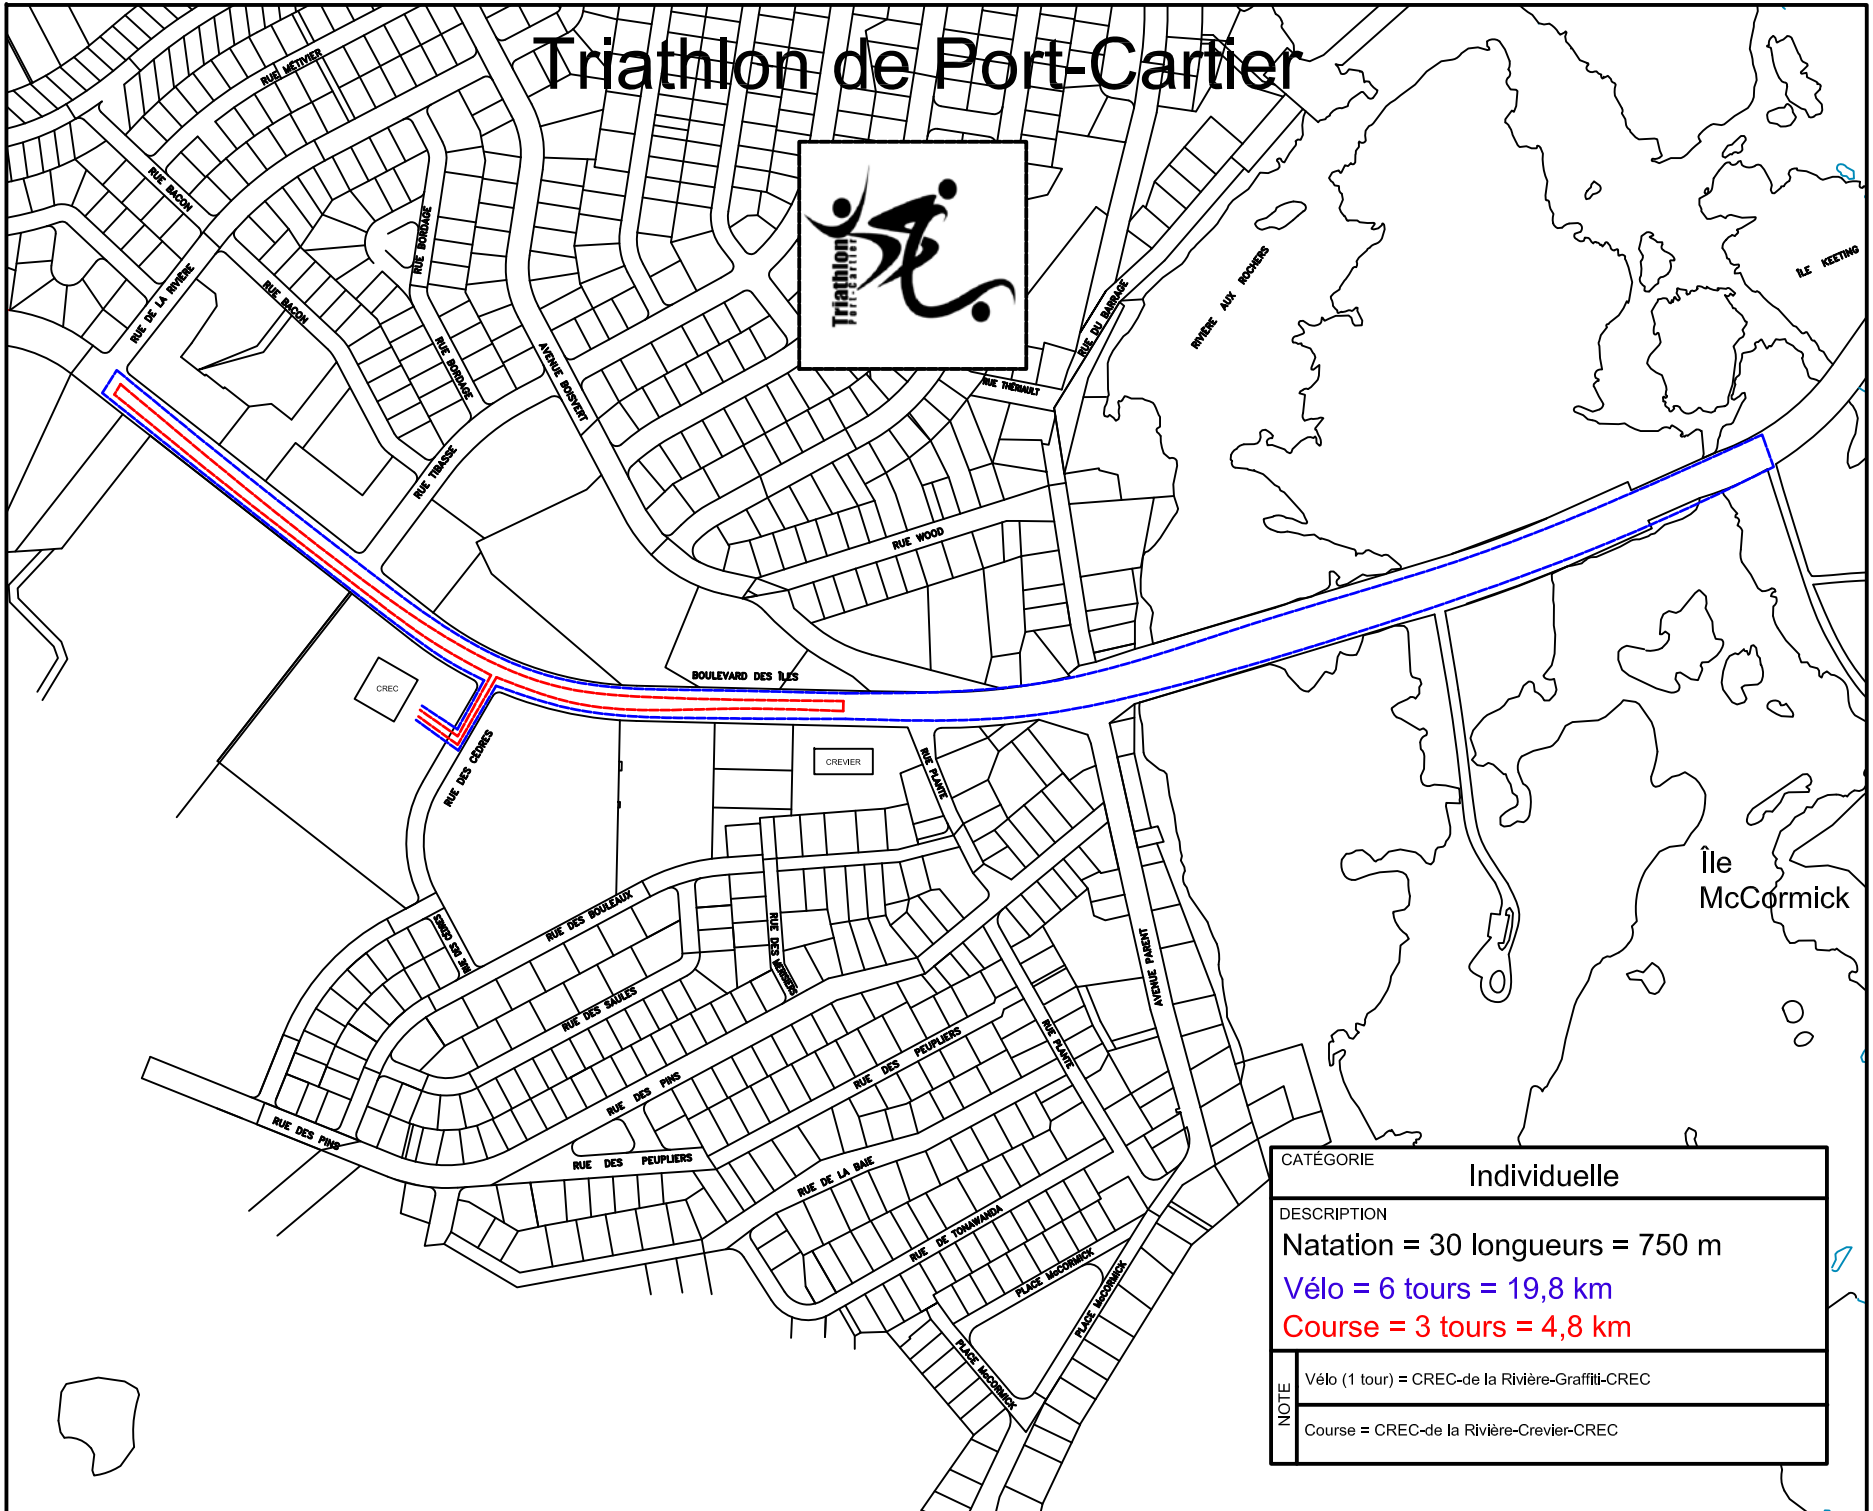 Triathlon de Port-Cartier
RUE MÉTIVIER
RUE BACON
RUE BORDAGE
RUE DE LA RIVIÈRE
RUE BACON
RUE BORDAGE
AVENUE BOISVERT
RUE TIBASSE
Triathlon
Port-Cartier
RUE DU BARRAGE
RUE THÉRIAULT
RIVIÈRE AUX ROCHERS
ÎLE KEETING
RUE WOOD
BOULEVARD DES ÎLES
CREC
RUE DES CÈDRES
CREVIER
RUE PLANTE
Île
McCormick
RUE DES CÈDRES
RUE DES BOULEAUX
RUE DES MERISIERS
RUE DES SAULES
AVENUE PARENT
RUE PLANTE
RUE DES PEUPLIERS
RUE DES PINS
RUE DES PINS
RUE DES PEUPLIERS
RUE DE LA BAIE
RUE DE TONAWANDA
PLACE McCORMICK
PLACE McCORMICK
PLACE McCORMICK
CATÉGORIE
Individuelle
DESCRIPTION
Natation = 30 longueurs = 750 m
Vélo = 6 tours = 19,8 km
Course = 3 tours = 4,8 km
NOTE
Vélo (1 tour) = CREC-de la Rivière-Graffiti-CREC
Course = CREC-de la Rivière-Crevier-CREC